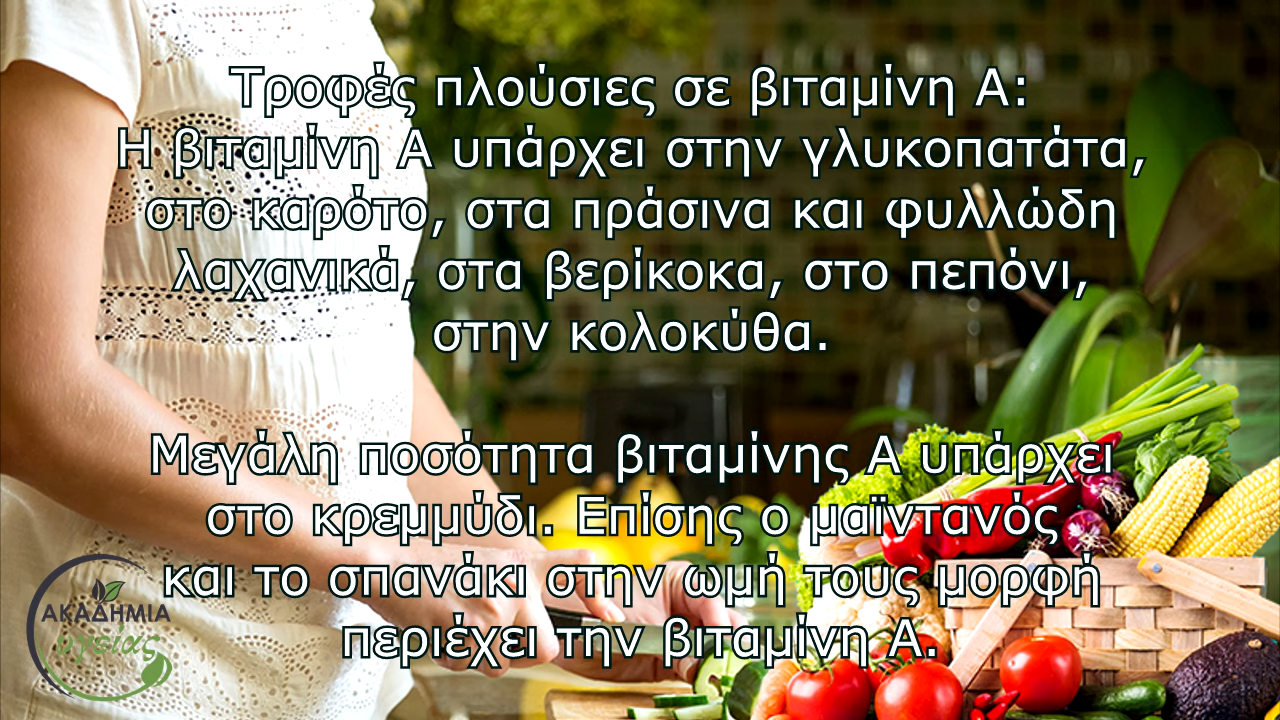 Τροφές πλούσιες σε βιταμίνη Α:
Η βιταμίνη Α υπάρχει στην γλυκοπατάτα,
στο καρότο, στα πράσινα και φυλλώδη
λαχανικά, στα βερίκοκα, στο πεπόνι,
στην κολοκύθα.
Μεγάλη ποσότητα βιταμίνης Α υπάρχει
στο κρεμμύδι. Επίσης ο μαϊντανός
και το σπανάκι στην ωμή τους μορφή
περιέχει την βιταμίνη Α.
ΑΚΑΔΗΜΙΑ
υγείας